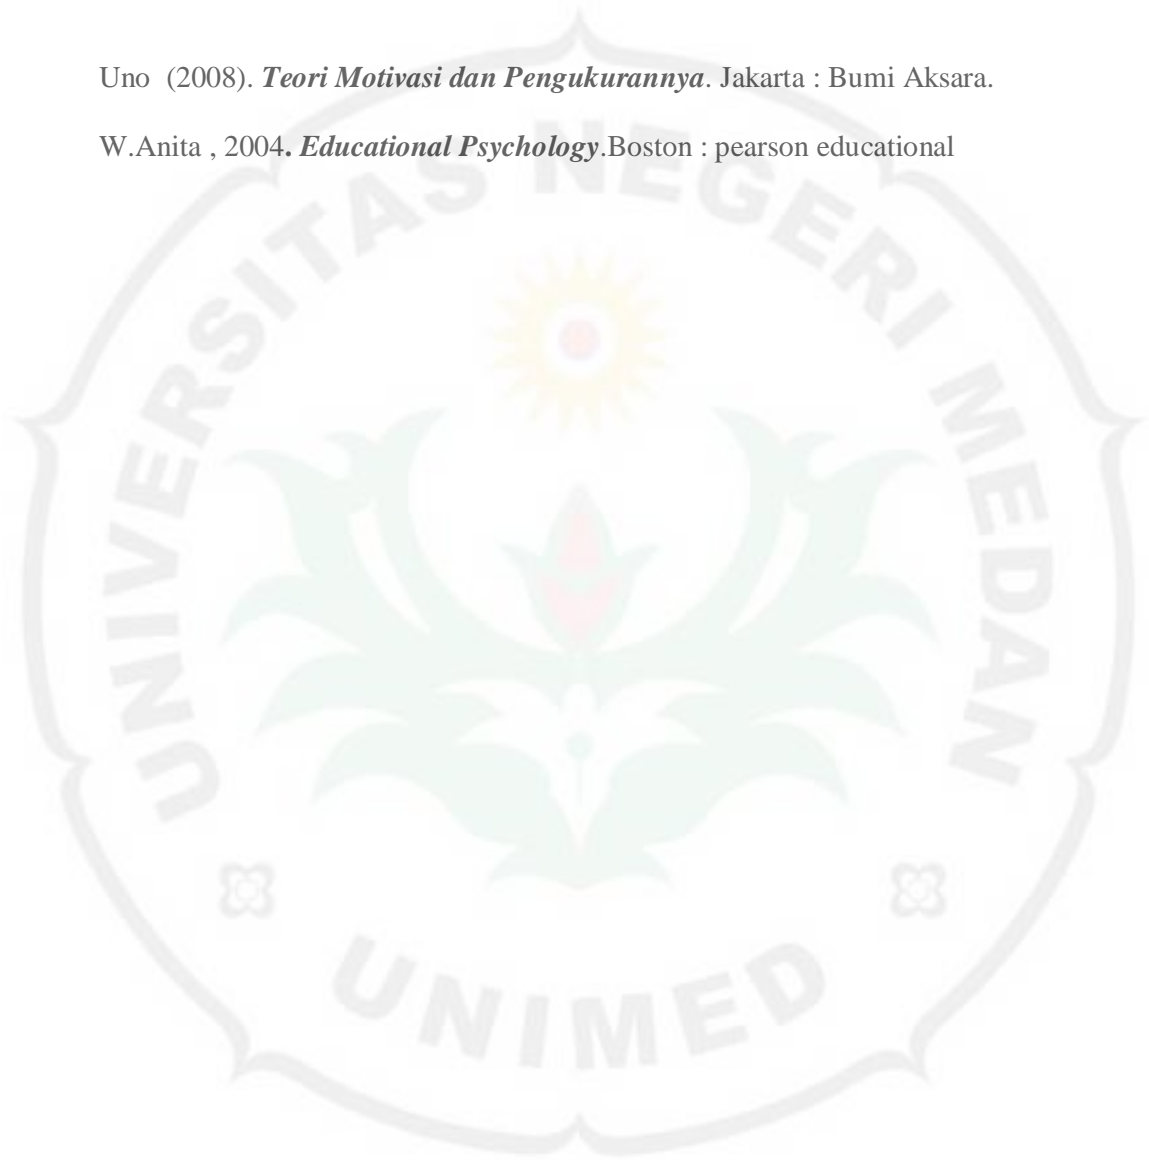 Uno (2008). Teori Motivasi dan Pengukurannya. Jakarta : Bumi Aksara.
W.Anita , 2004. Educational Psychology.Boston : pearson educational
UNIVERSITAS NEGERI MEDAN
UNIMED